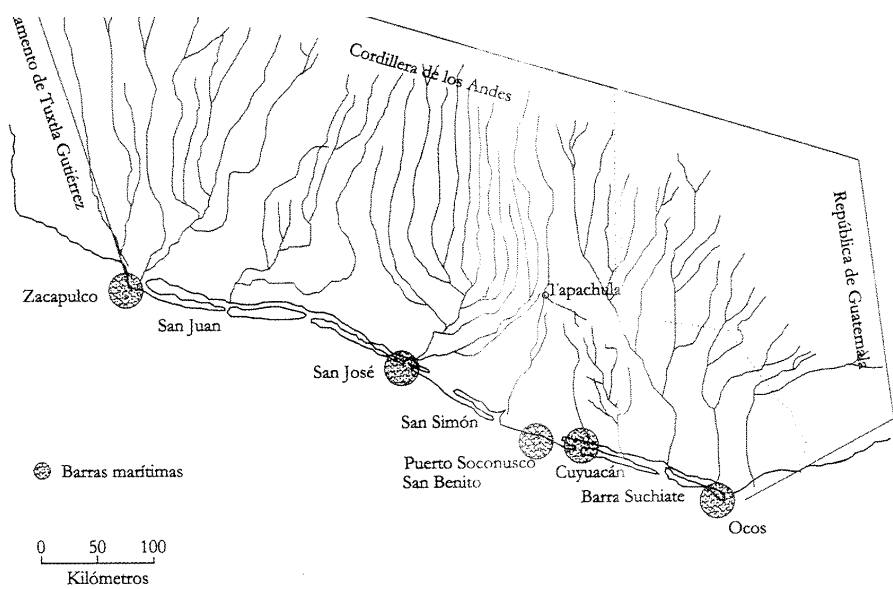 amento de Tuxtla Gutiérrez
Cordillera de los Andes
República de Guatemala
Tapachula
Zacapulco
San Juan
San José
San Simón
Puerto Soconusco
San Benito
Cuyuacán
Barra Suchiate
Ocos
Barras marítimas
0 50 100
Kilómetros